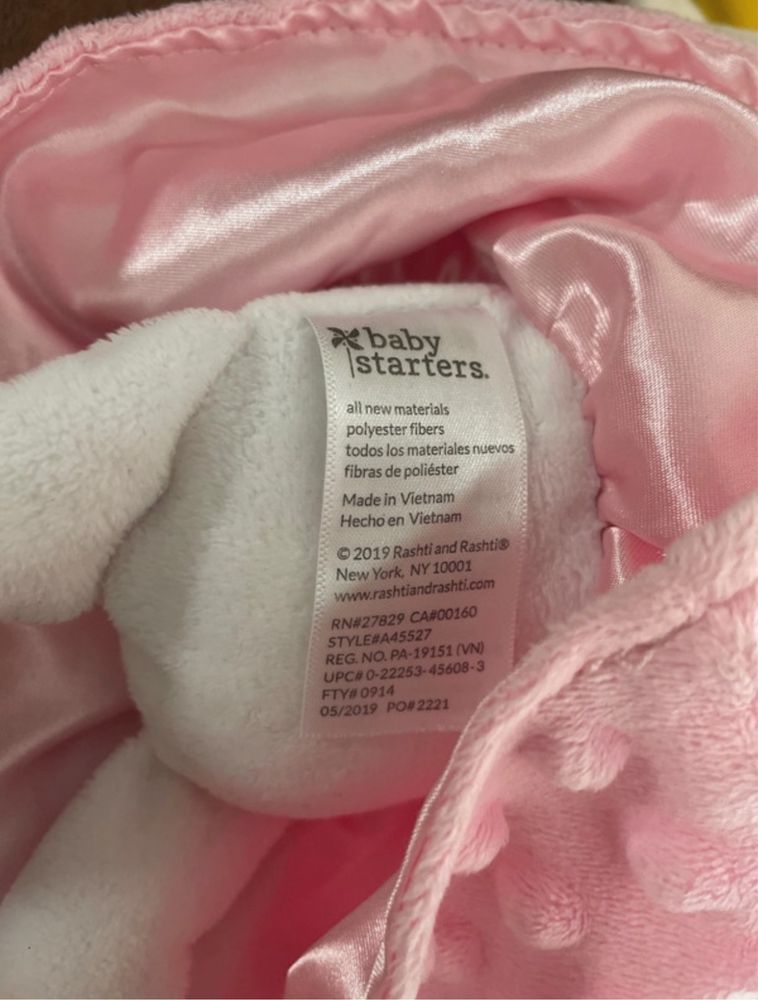 baby
starters.
all new materials
polyester fibers
todos los materiales nuevos
fibras de poliéster
Made in Vietnam
Hecho en Vietnam
© 2019 Rashti and Rashti®
New York, NY 10001
www.rashtiandrashti.com
RN#27829 CA#00160
STYLE#A45527
REG. NO. PA-19151 (VN)
UPC# 0-22253-45608-3
FTY# 0914
05/2019 PO# 2221